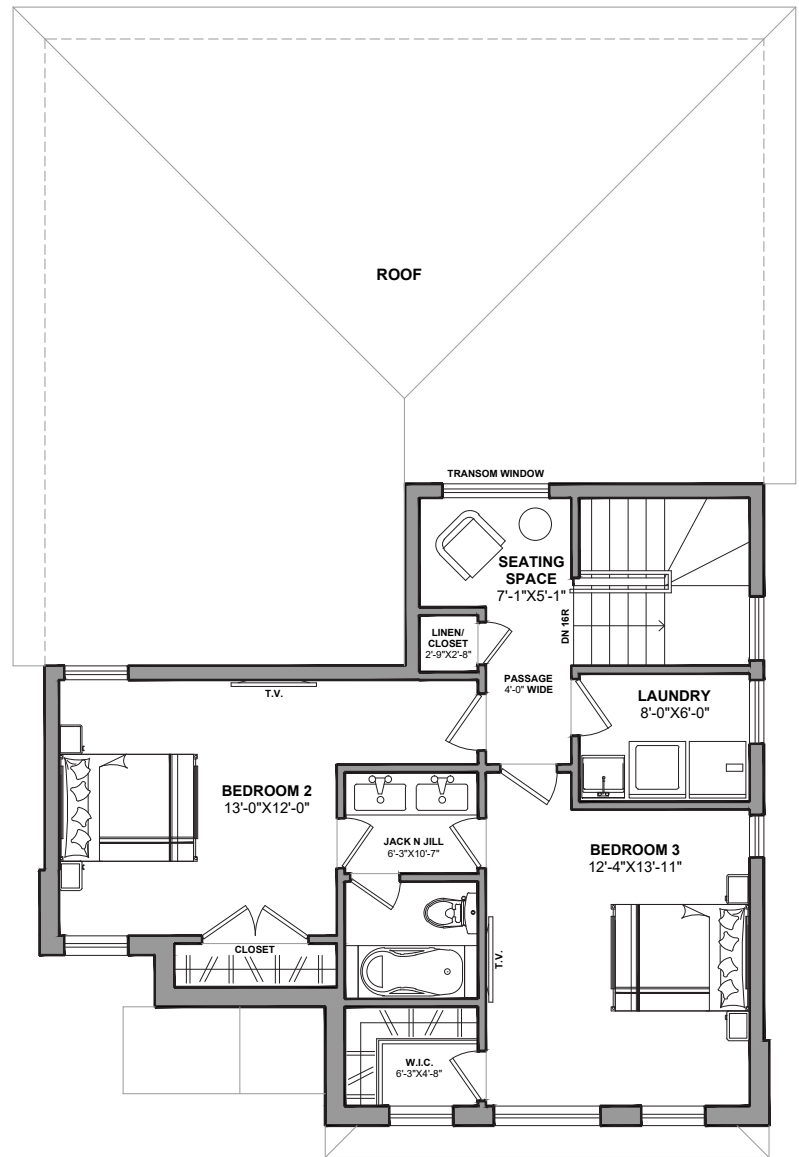 ROOF
TRANSOM WINDOW
SEATING
SPACE
7'-1"X5'-1"
DN 16R
LINEN/
CLOSET
2'-9"X2'-8"
PASSAGE
4'-0" WIDE
LAUNDRY
8'-0"X6'-0"
T.V.
BEDROOM 2
13'-0"X12'-0"
JACK N JILL
6'-3"X10'-7"
BEDROOM 3
12'-4"X13'-11"
CLOSET
T.V.
W.I.C.
6'-3"X4'-8"